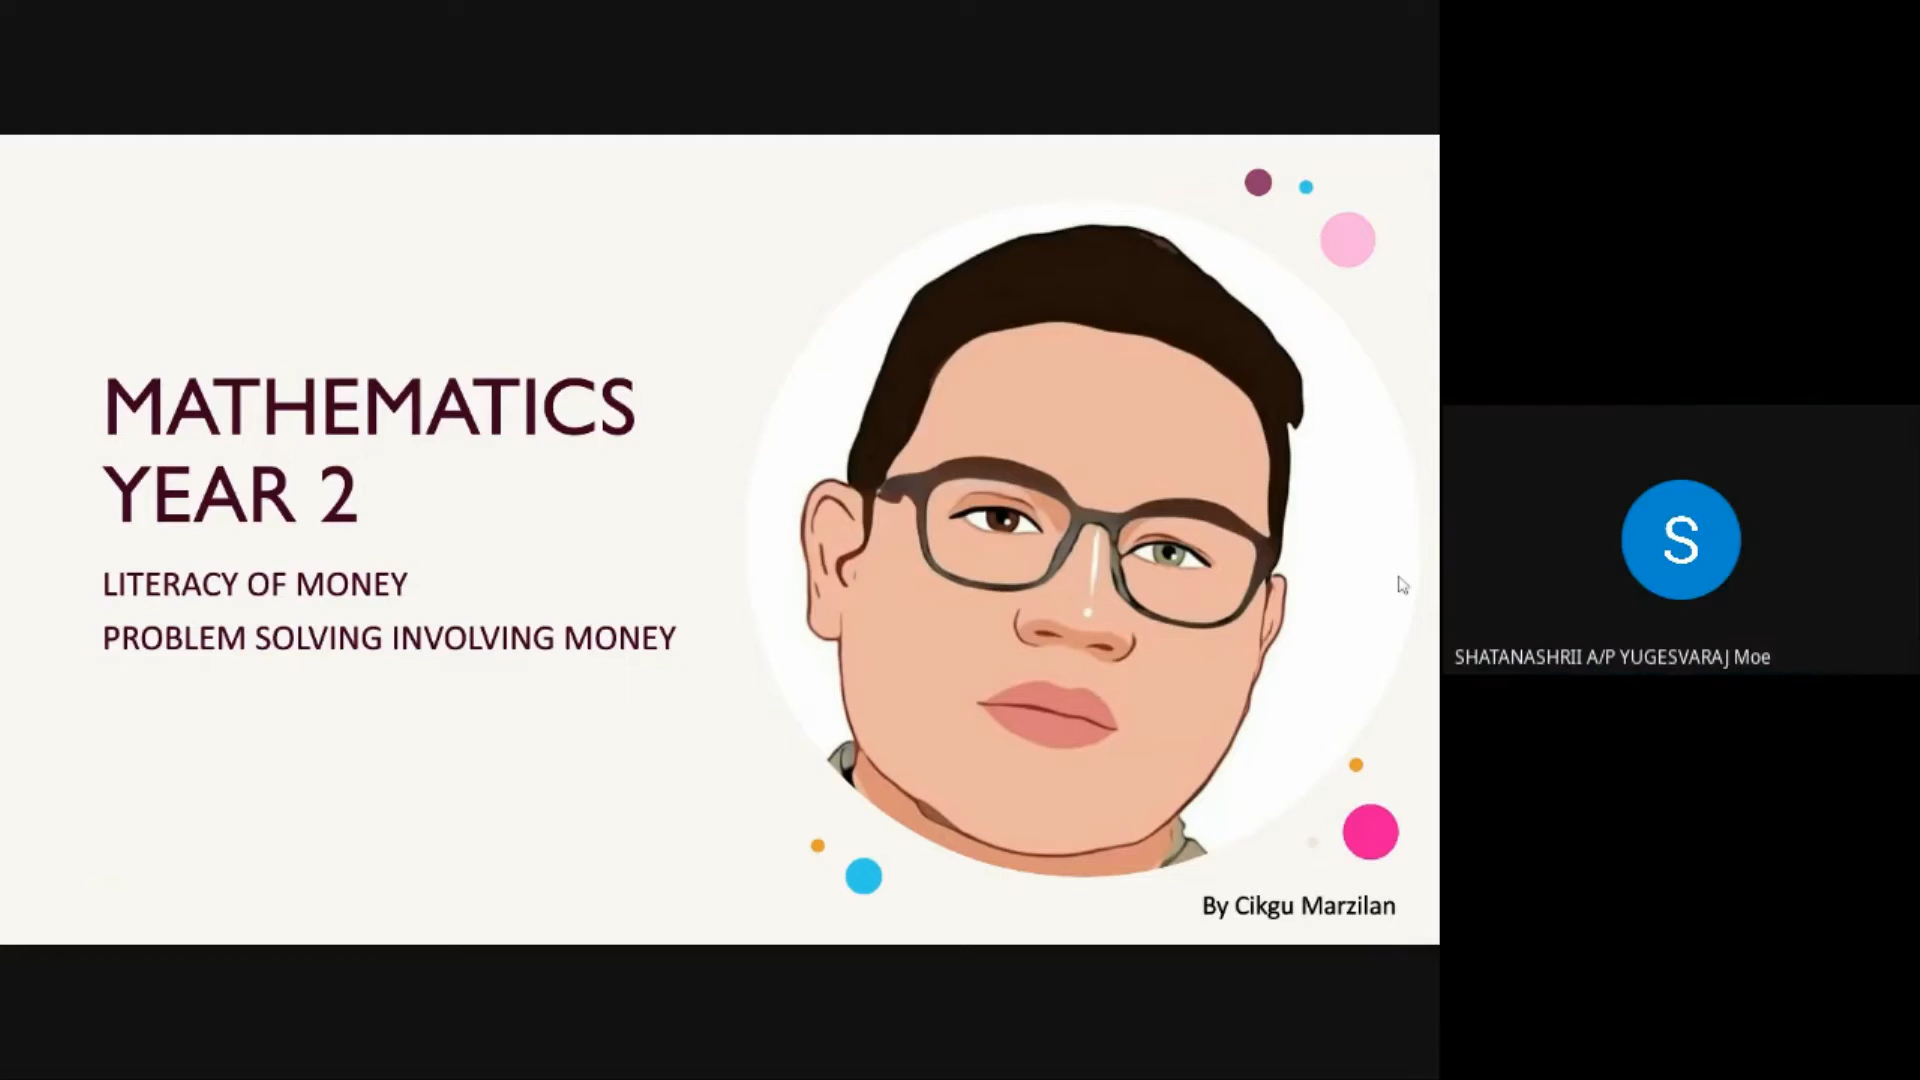 MATHEMATICS
YEAR 2
LITERACY OF MONEY
PROBLEM SOLVING INVOLVING MONEY
By Cikgu Marzilan
S
SHATANASHRII A/P YUGESVARAJ Moe